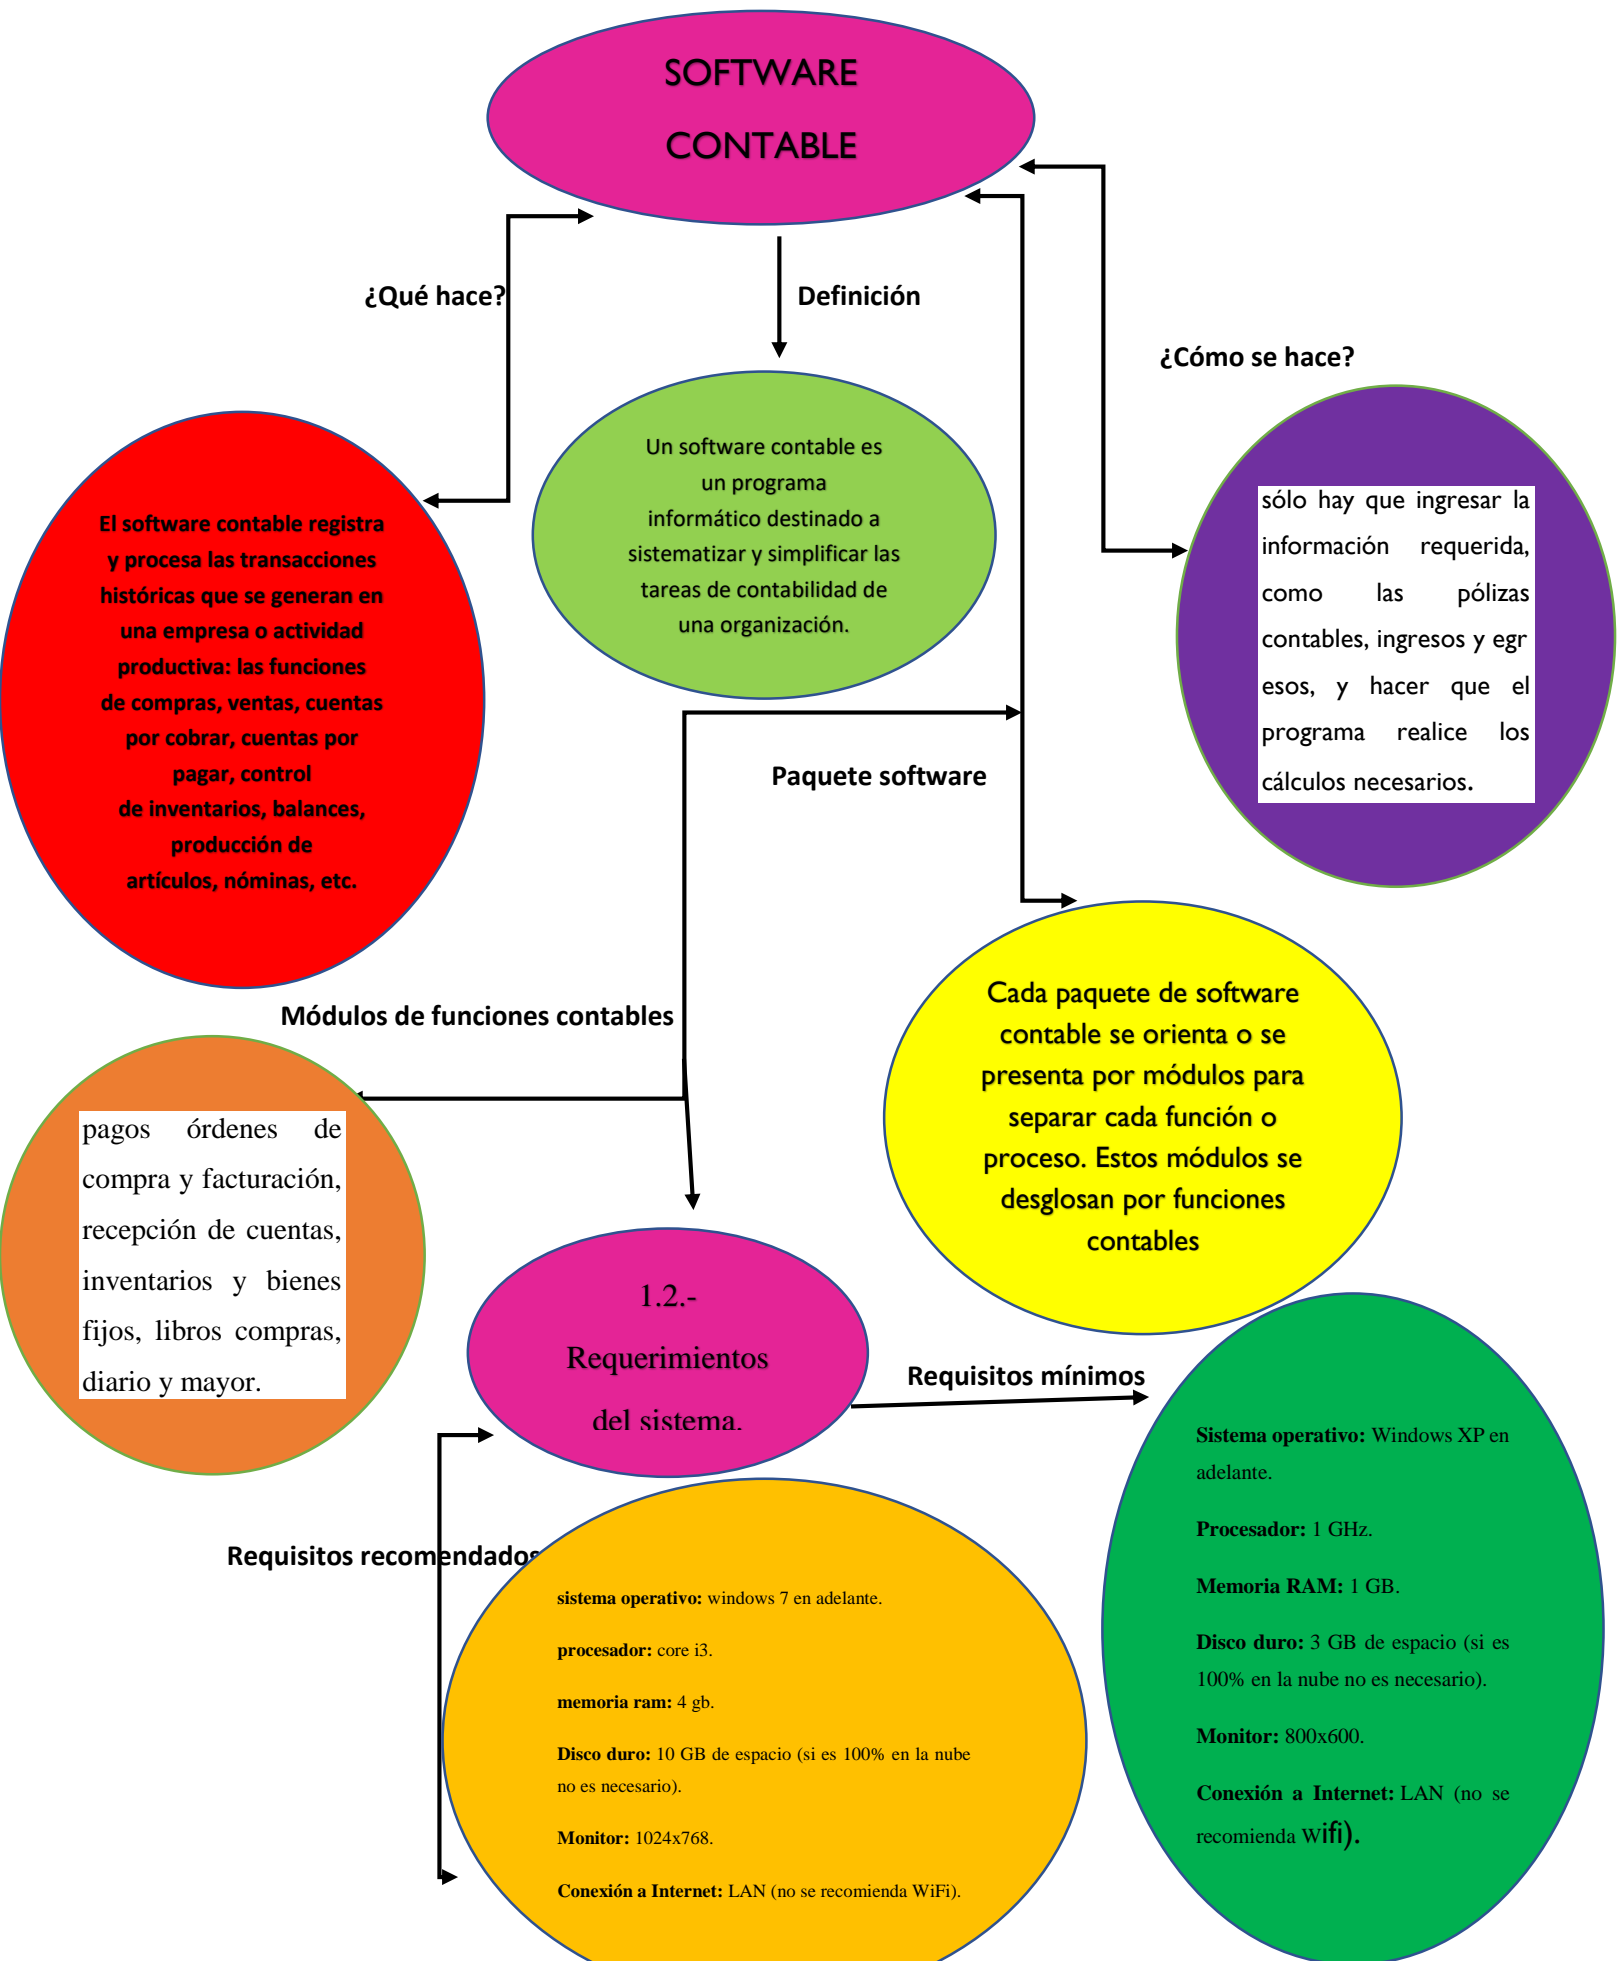 SOFTWARE
CONTABLE
¿Qué hace?
Definición
¿Cómo se hace?
Un software contable es
un programa
informático destinado a
sistematizar y simplificar las
tareas de contabilidad de
una organización.
El software contable registra
y procesa las transacciones
históricas que se generan en
una empresa o actividad
productiva: las funciones
de compras, ventas, cuentas
por cobrar, cuentas por
pagar, control
de inventarios, balances,
producción de
artículos, nóminas, etc.
sólo hay que ingresar la
información requerida,
como las pólizas
contables, ingresos y egr
esos, y hacer que el
programa realice los
cálculos necesarios.
Paquete software
Cada paquete de software
contable se orienta o se
presenta por módulos para
separar cada función o
proceso. Estos módulos se
desglosan por funciones
contables
Módulos de funciones contables
pagos órdenes de
compra y facturación,
recepción de cuentas,
inventarios y bienes
fijos, libros compras,
diario y mayor.
1.2.-
Requerimientos
del sistema.
Requisitos mínimos
Sistema operativo: Windows XP en
adelante.
Procesador: 1 GHz.
Memoria RAM: 1 GB.
Disco duro: 3 GB de espacio (si es
100% en la nube no es necesario).
Monitor: 800x600.
Conexión a Internet: LAN (no se
recomienda Wifi).
Requisitos recomendados
sistema operativo: windows 7 en adelante.
procesador: core i3.
memoria ram: 4 gb.
Disco duro: 10 GB de espacio (si es 100% en la nube
no es necesario).
Monitor: 1024x768.
Conexión a Internet: LAN (no se recomienda WiFi).